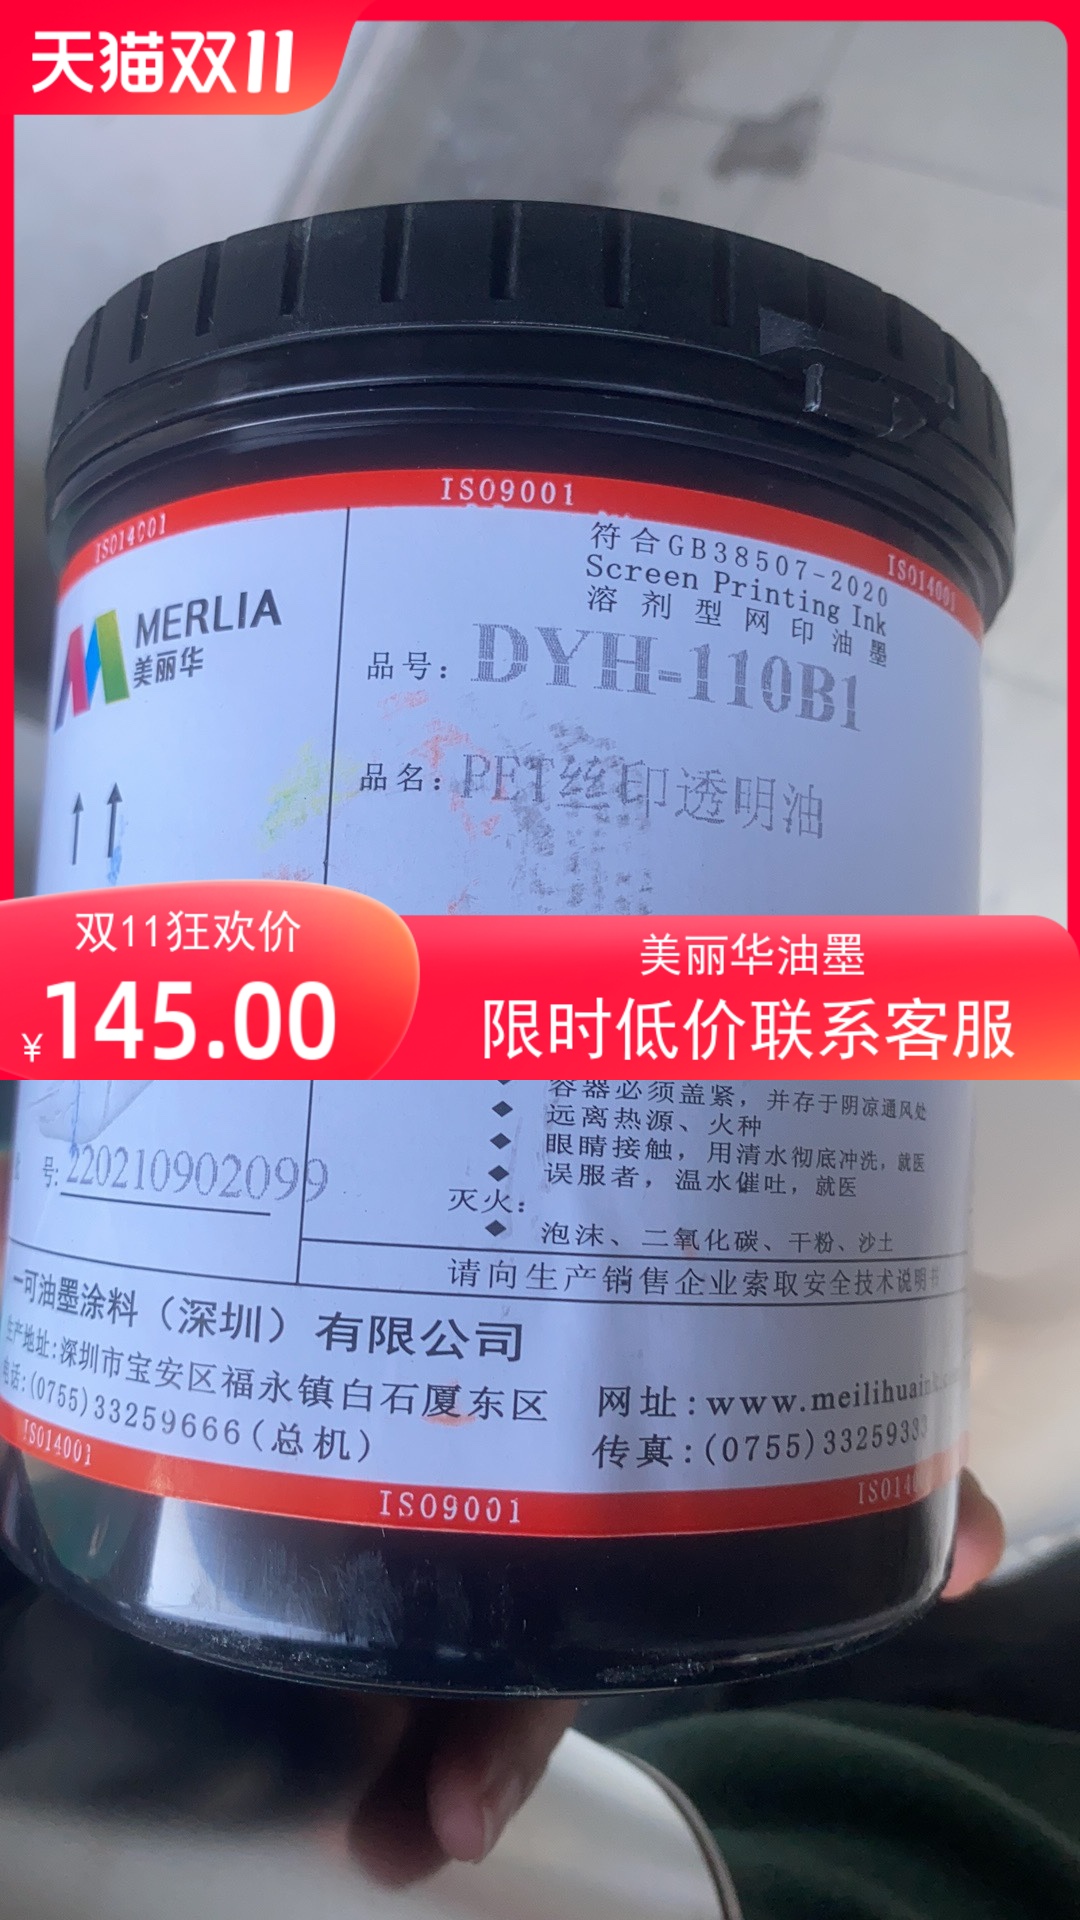 天猫双11
ISO9001
ISO14001
ISO14001
符合GB38507-2020
Screen Printing Ink
溶剂型网印油墨
MERLIA
美丽华
品号：DYH-110B1
品名：PET丝印透明油
双11狂欢价
¥145.00
美丽华油墨
限时低价联系客服
容器必须盖紧，并存于阴凉通风处
远离热源、火种
眼睛接触，用清水彻底冲洗，就医
误服者，温水催吐，就医
灭火：
泡沫、二氧化碳、干粉、沙土
号:220210902099
请向生产销售企业索取安全技术说明书
一可油墨涂料（深圳）有限公司
生产地址:深圳市宝安区福永镇白石厦东区
电话:(0755)33259666(总机)
网址:www.meilihuain
传真:(0755)3325933
ISO14001
ISO9001
ISO14